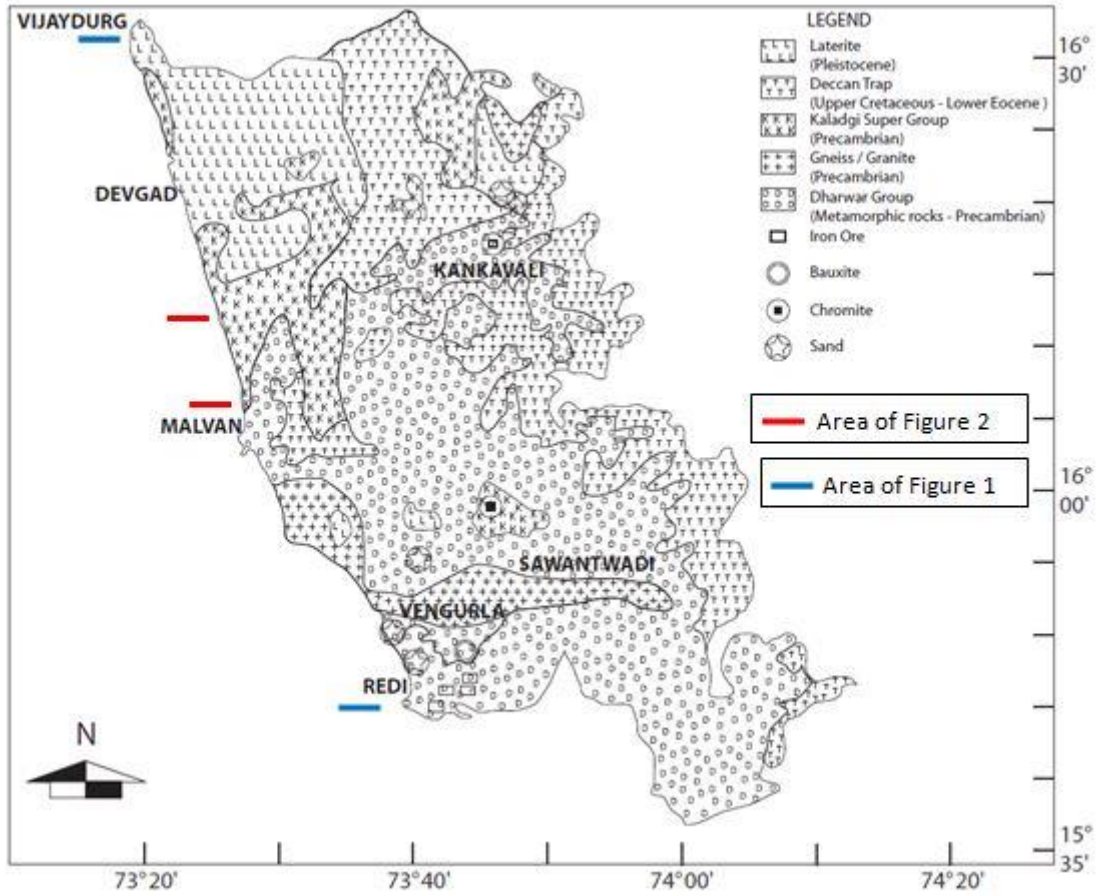 VIJAYDURG
DEVGAD
KANKAVALI
MALVAN
SAWANTWADI
VENGURLA
REDI
N
LEGEND
Laterite
(Pleistocene)
Deccan Trap
(Upper Cretaceous - Lower Eocene )
Kaladgi Super Group
(Precambrian)
Gneiss / Granite
(Precambrian)
Dharwar Group
(Metamorphic rocks - Precambrian)
Iron Ore
Bauxite
Chromite
Sand
Area of Figure 2
Area of Figure 1
16°
30'
16°
00'
15°
35'
73°20'
73°40'
74°00'
74°20'